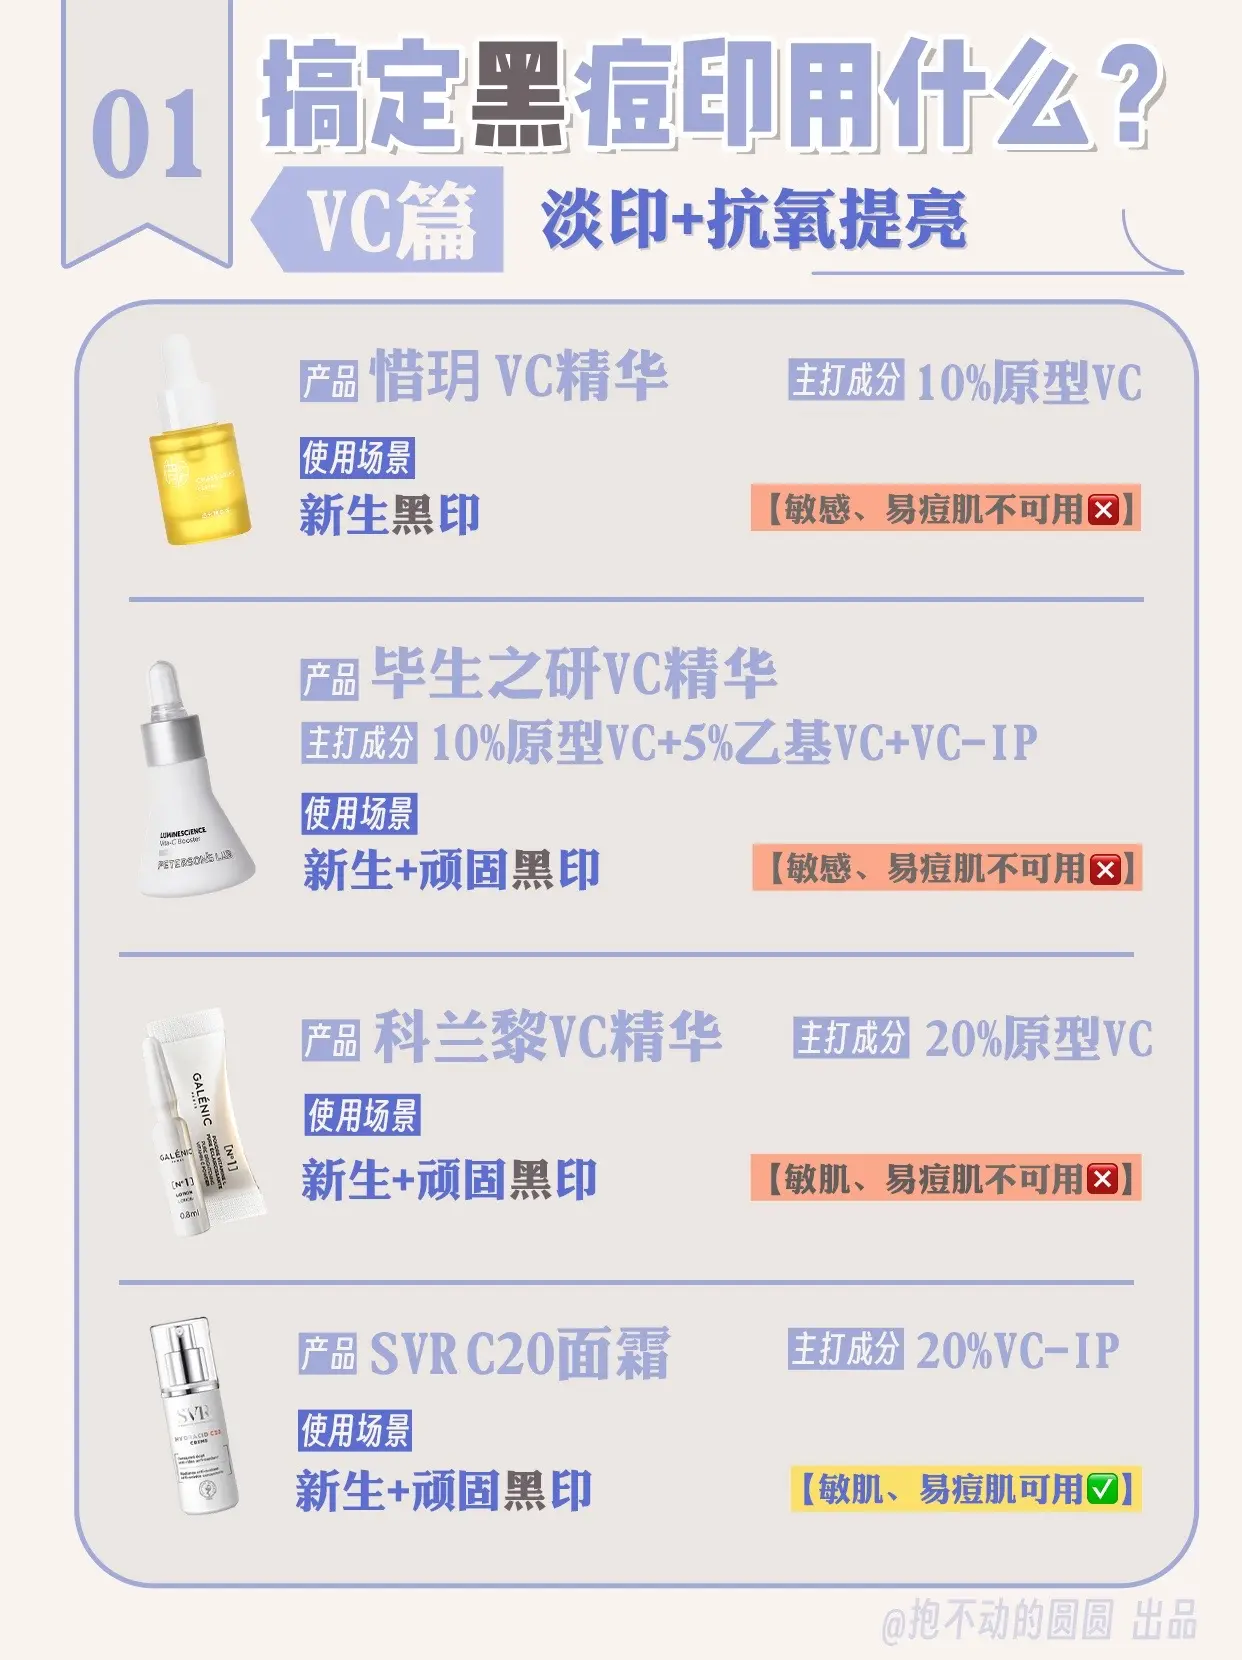 01
搞定黑痘印用什么？
VC篇
淡印+抗氧提亮
产品 惜玥 VC精华
主打成分 10%原型VC
使用场景
新生黑印
【敏感、易痘肌不可用❌】
产品 毕生之研VC精华
主打成分 10%原型VC+5%乙基VC+VC-IP
使用场景
新生+顽固黑印
【敏感、易痘肌不可用❌】
LUMINESCIENCE
Vita-C Booster
PETERSON'S LAB
产品 科兰黎VC精华
主打成分 20%原型VC
使用场景
新生+顽固黑印
【敏肌、易痘肌不可用❌】
GALÉNIC
PARIS
[N°1]
GALÉNIC
PARIS
[N°1]
LOTION
LOTION
0.8ml
产品 SVR C20面霜
主打成分 20%VC-IP
使用场景
新生+顽固黑印
【敏肌、易痘肌可用✅】
SVR
HYDRACID C20
CREME
@抱不动的圆圆 出品